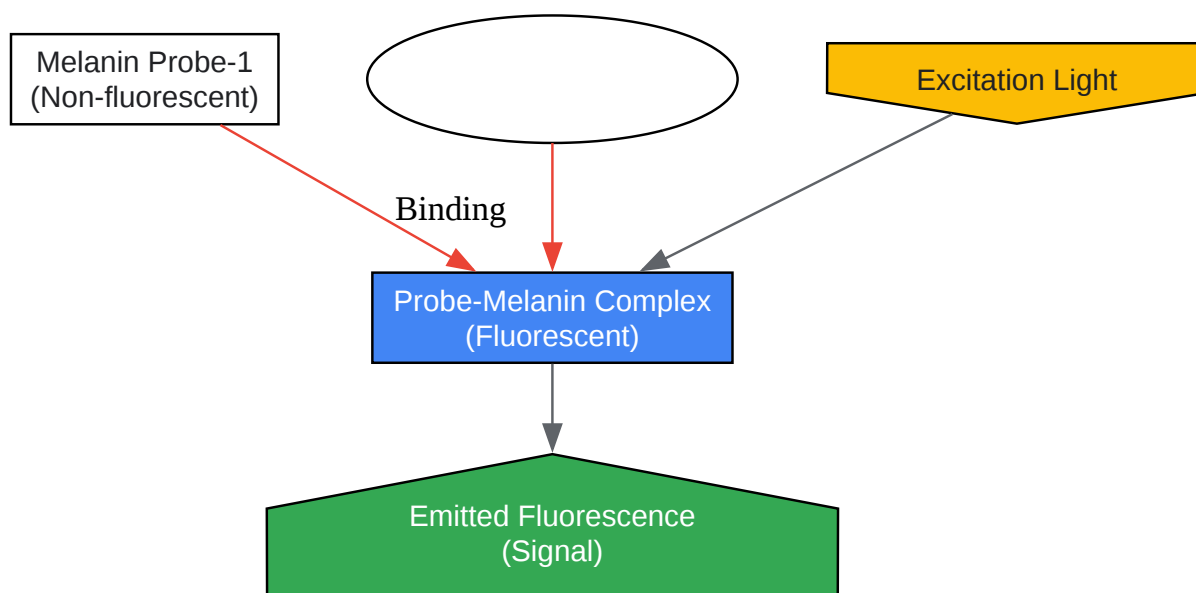 Melanin Probe-1
(Non-fluorescent)
Excitation Light
Binding
Probe-Melanin Complex
(Fluorescent)
Emitted Fluorescence
(Signal)